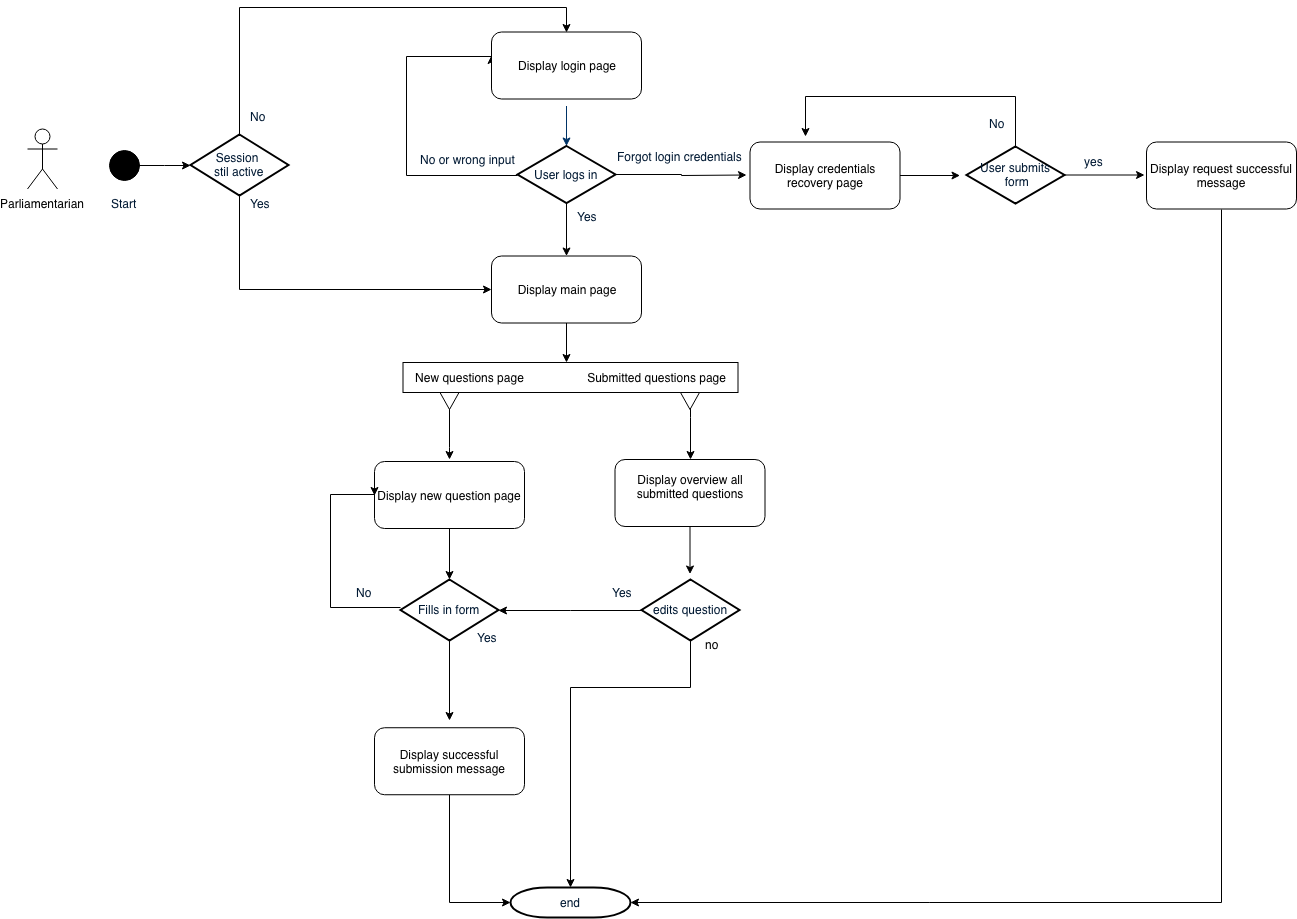 Display login page
No
Session
stil active
Parliamentarian
Start
Yes
No or wrong input
User logs in
Forgot login credentials
Yes
Display credentials
recovery page
No
User submits
form
yes
Display request successful
message
Display main page
New questions page
Submitted questions page
Display new question page
Display overview all
submitted questions
No
Fills in form
Yes
Yes
edits question
no
Display successful
submission message
end